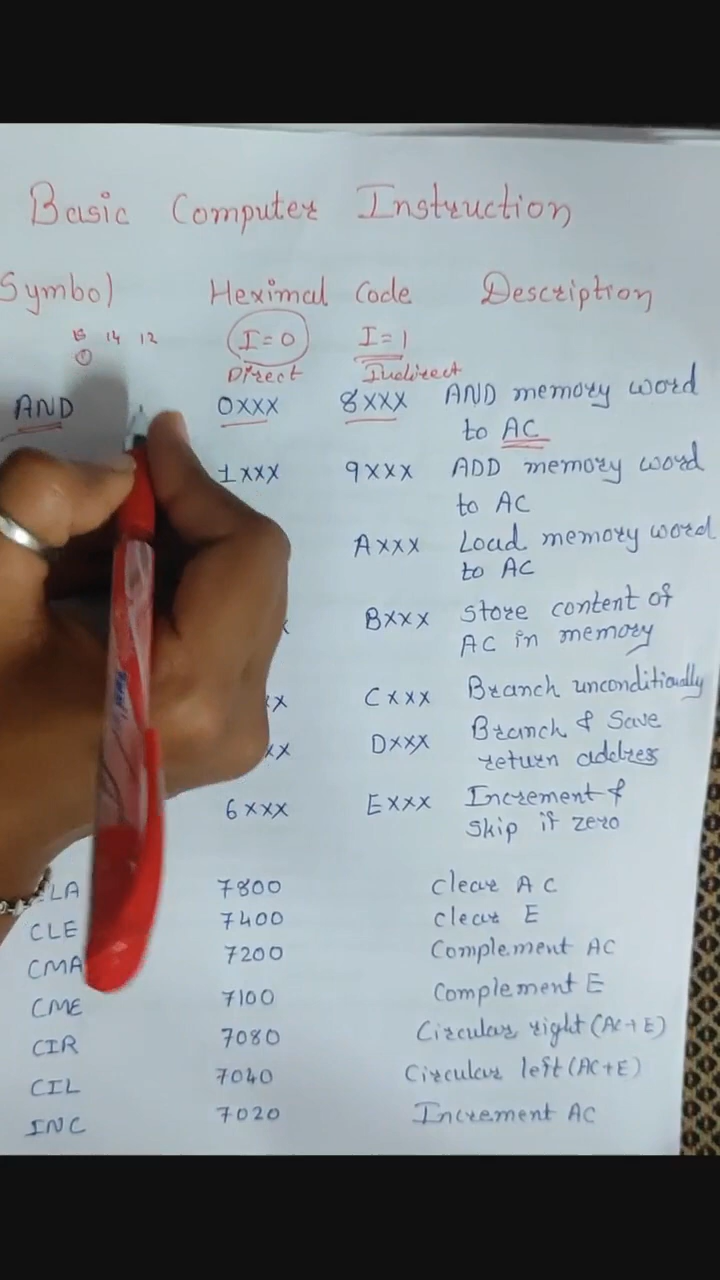 Basic Computer Instruction
Symbol Heximal Code Description
15 14 12 I=0 I=1
0 Direct Indirect
AND 0xxx 8xxx AND memory word
to AC
1xxx 9xxx ADD memory word
to AC
Axxx Load memory word
to AC
x Bxxx Store content of
AC in memory
xx Cxxx Branch unconditionally
xx Dxxx Branch & Save
return address
6xxx Exxx Increment &
Skip if zero
LA 7800 Clear AC
CLE 7400 Clear E
CMA 7200 Complement AC
CME 7100 Complement E
CIR 7080 Circular right (AC+E)
CIL 7040 Circular left (AC+E)
INC 7020 Increment AC